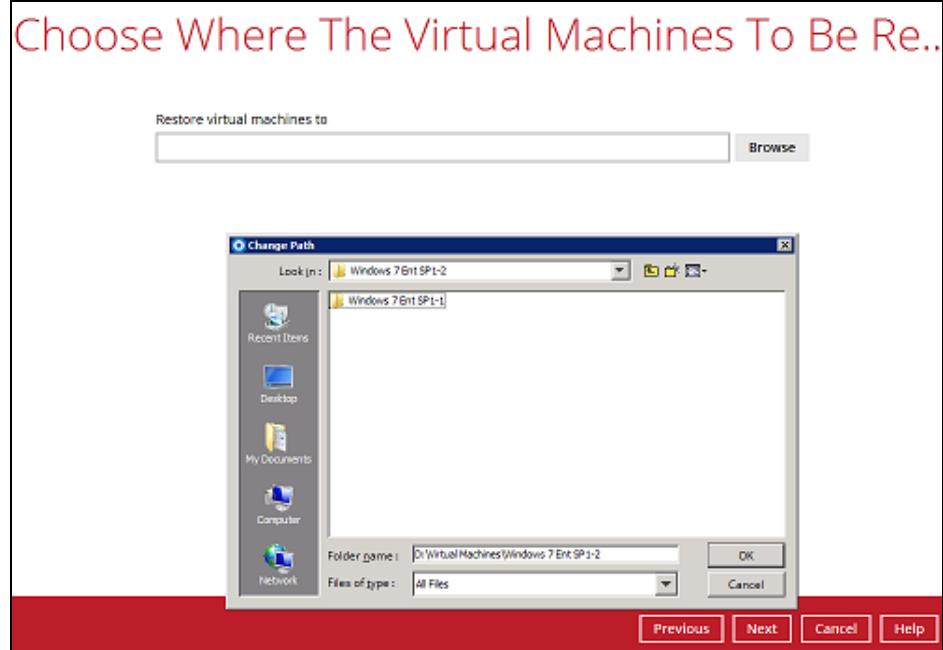 Choose Where The Virtual Machines To Be Re..
Restore virtual machines to
Browse
Change Path
Look in:
Windows 7 Ent SP1-2
Windows 7 Ent SP1-1
Recent Items
Desktop
My Documents
Computer
Network
Folder name:
D:\Virtual Machines\Windows 7 Ent SP1-2
OK
Files of type:
All Files
Cancel
Previous
Next
Cancel
Help